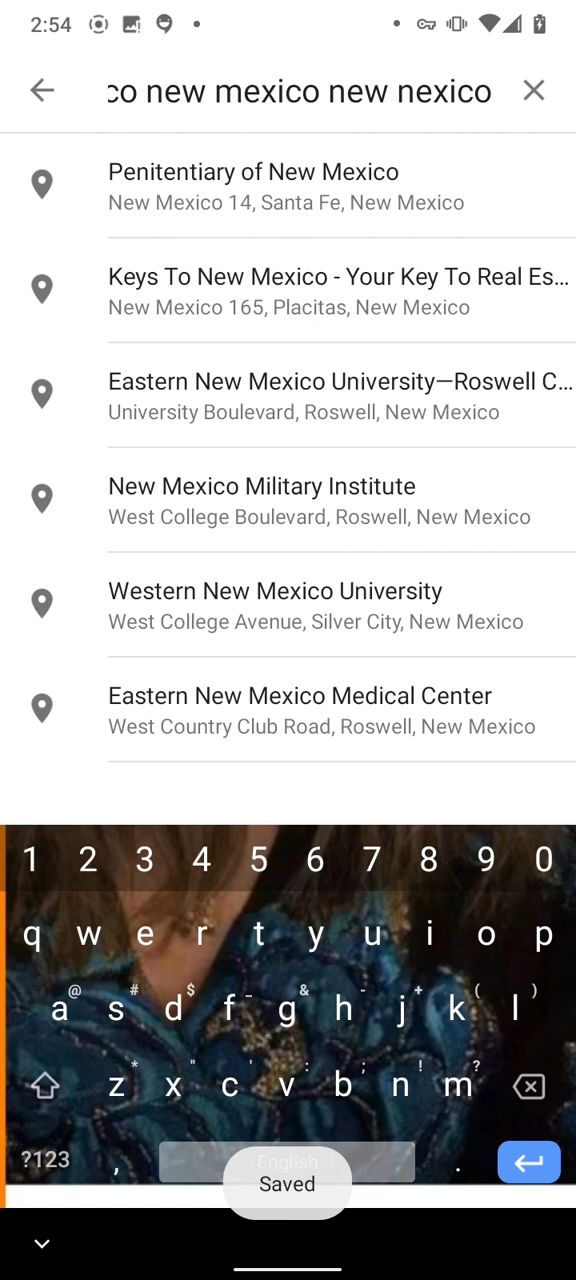 2:54
co new mexico new nexico
Penitentiary of New Mexico
New Mexico 14, Santa Fe, New Mexico
Keys To New Mexico - Your Key To Real Es...
New Mexico 165, Placitas, New Mexico
Eastern New Mexico University—Roswell C...
University Boulevard, Roswell, New Mexico
New Mexico Military Institute
West College Boulevard, Roswell, New Mexico
Western New Mexico University
West College Avenue, Silver City, New Mexico
Eastern New Mexico Medical Center
West Country Club Road, Roswell, New Mexico
1 2 3 4 5 6 7 8 9 0
q w e r t y u i o p
@ # $ _ & - + ( )
a s d f g h j k l
* " ' : ; ! ?
z x c v b n m
?123 , English .
Saved